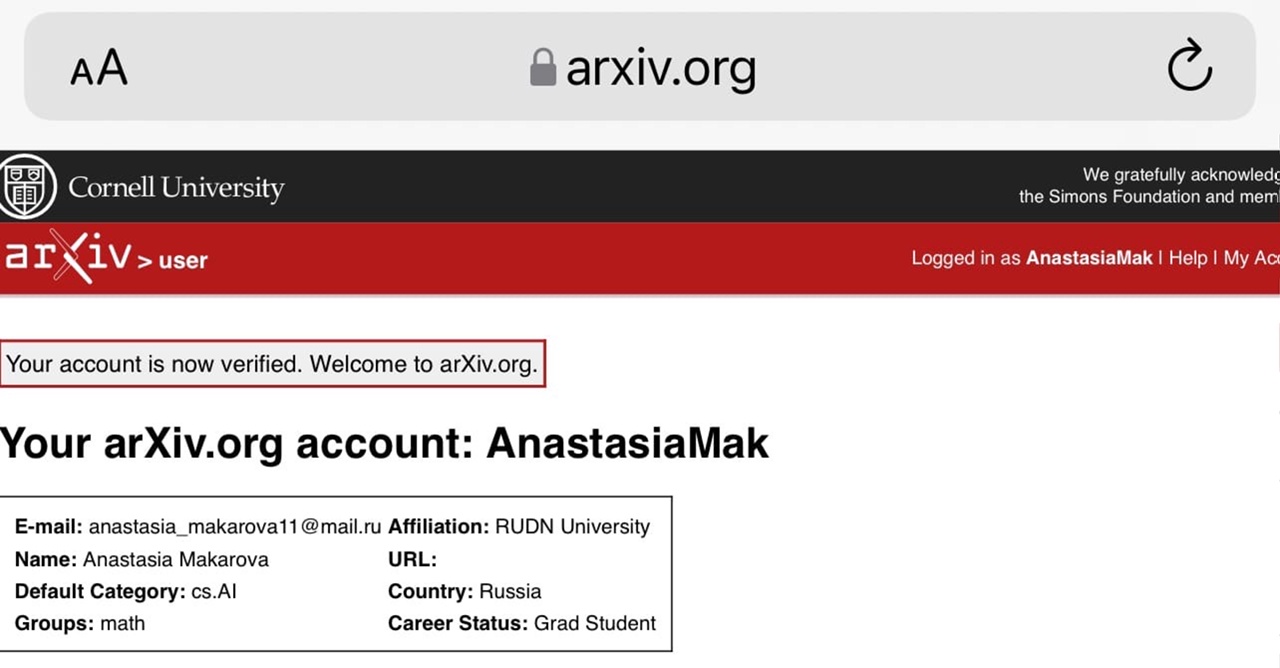 AA arxiv.org
Cornell University
We gratefully acknowledg
the Simons Foundation and mem
arXiv > user
Logged in as AnastasiaMak | Help | My Acc
Your account is now verified. Welcome to arXiv.org.
Your arXiv.org account: AnastasiaMak
E-mail: anastasia_makarova11@mail.ru Affiliation: RUDN University
Name: Anastasia Makarova URL:
Default Category: cs.AI Country: Russia
Groups: math Career Status: Grad Student